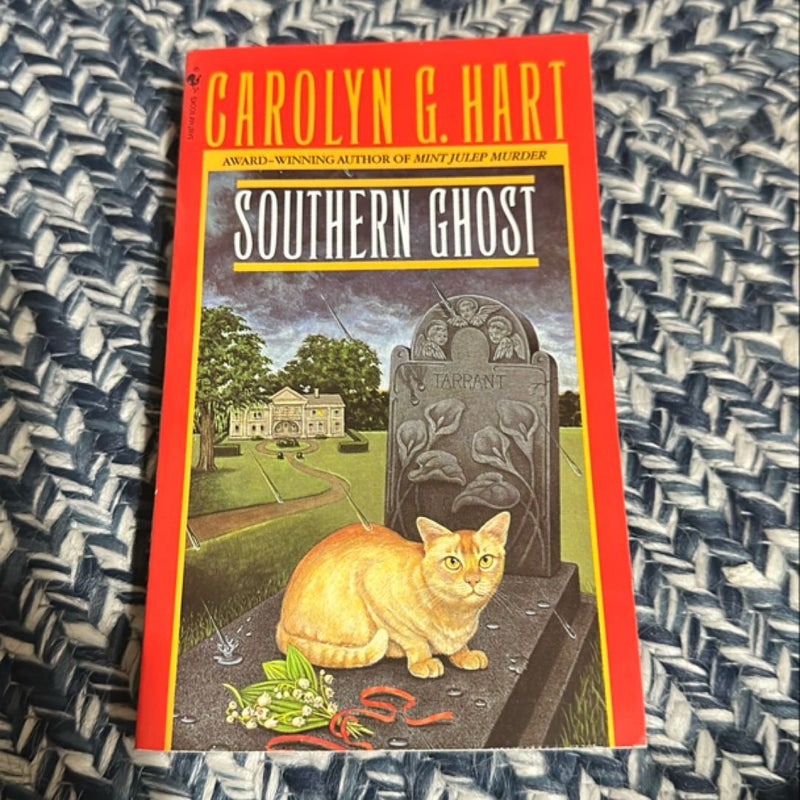 CAROLYN G. HART
AWARD-WINNING AUTHOR OF MINT JULEP MURDER
SOUTHERN GHOST
TARRANT